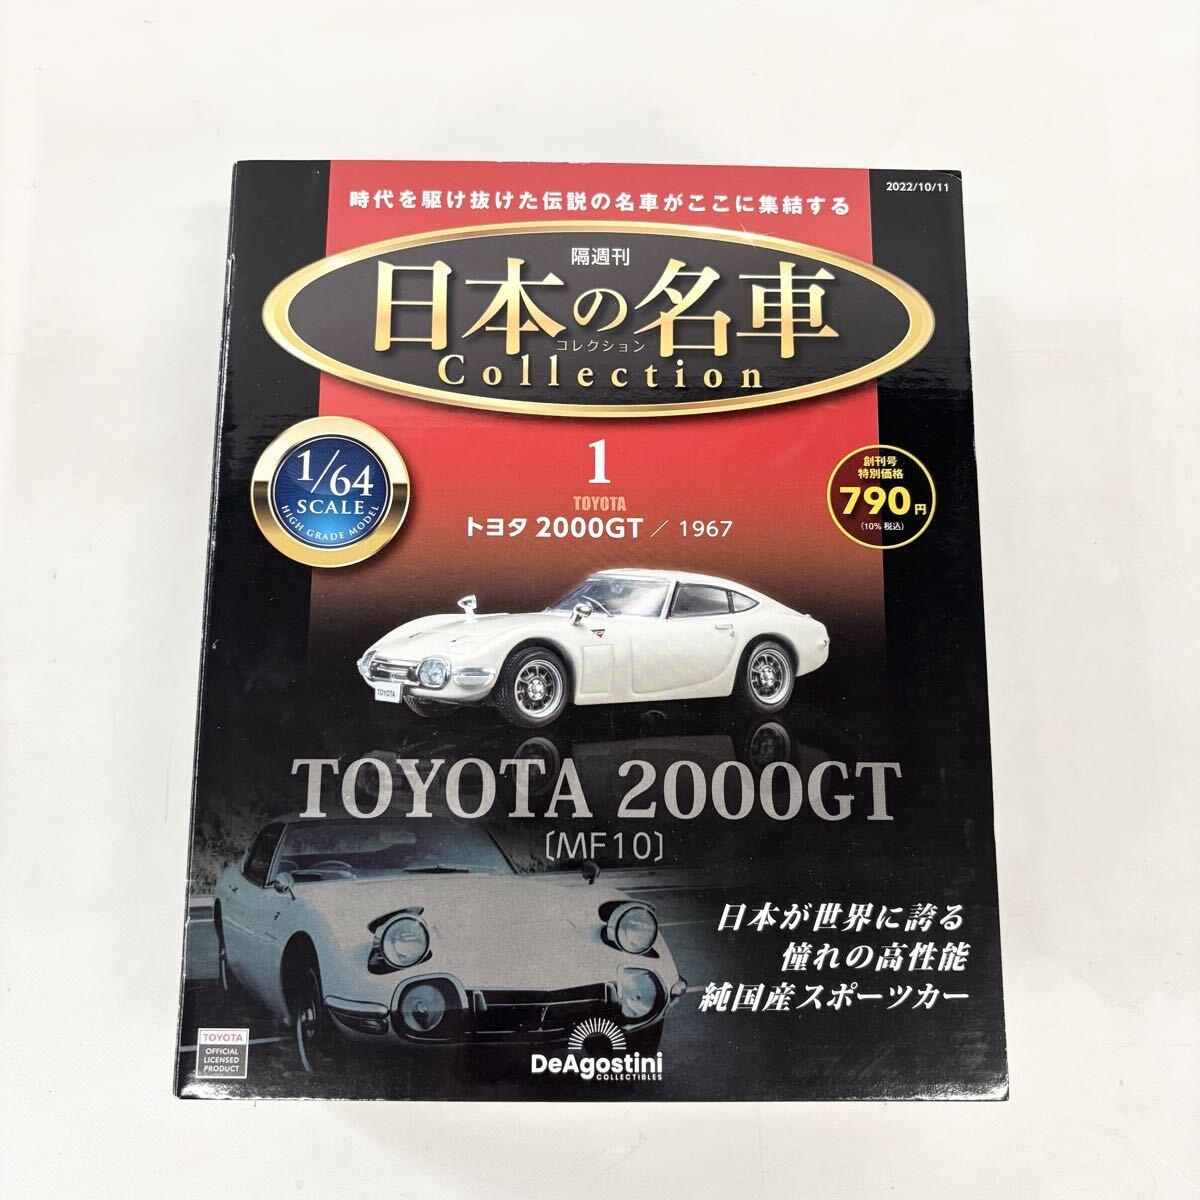 時代を駆け抜けた伝説の名車がここに集結する
2022/10/11
隔週刊
日本の名車
コレクション
Collection
1/64
SCALE
HIGH GRADE MODEL
1
TOYOTA
トヨタ 2000GT / 1967
創刊号
特別価格
790円
(10%税込)
TOYOTA
TOYOTA 2000GT
〔MF10〕
日本が世界に誇る
憧れの高性能
純国産スポーツカー
TOYOTA
OFFICIAL
LICENSED
PRODUCT
DeAgostini
COLLECTIBLES